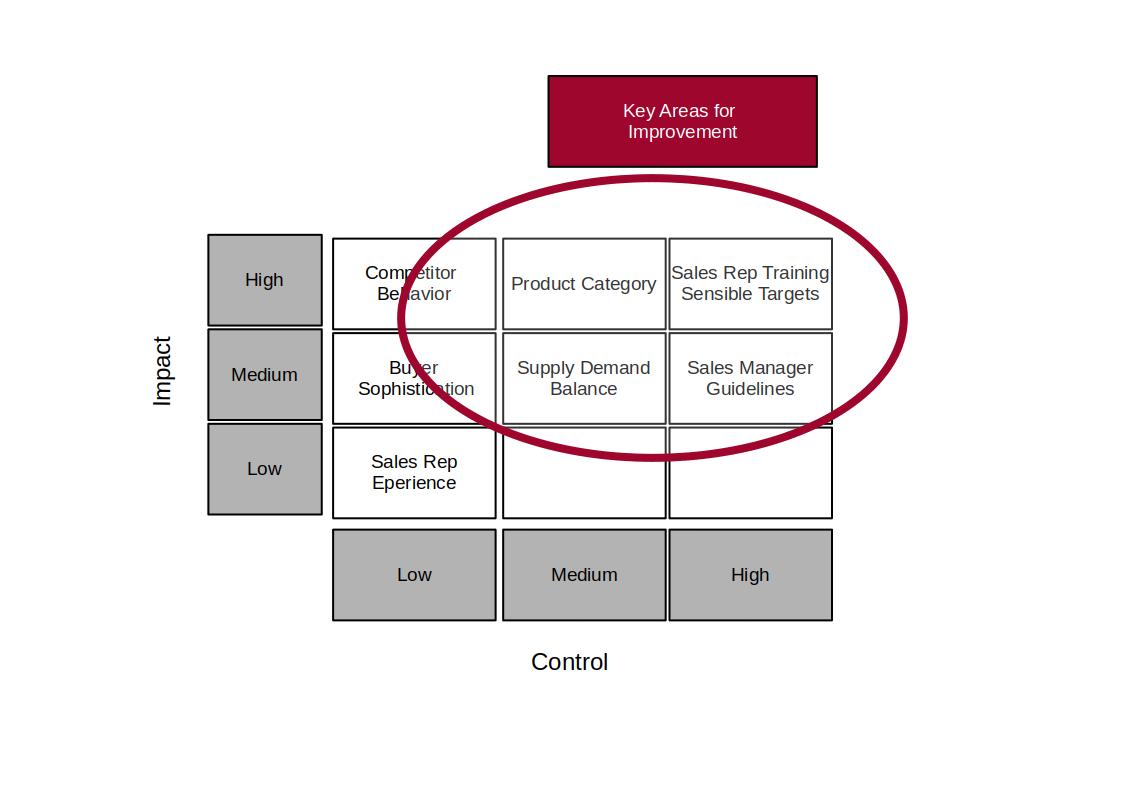 Key Areas for
Improvement
High
Competitor
Behavior
Product Category
Sales Rep Training
Sensible Targets
Impact
Medium
Buyer
Sophistication
Supply Demand
Balance
Sales Manager
Guidelines
Low
Sales Rep
Eperience
Low
Medium
High
Control